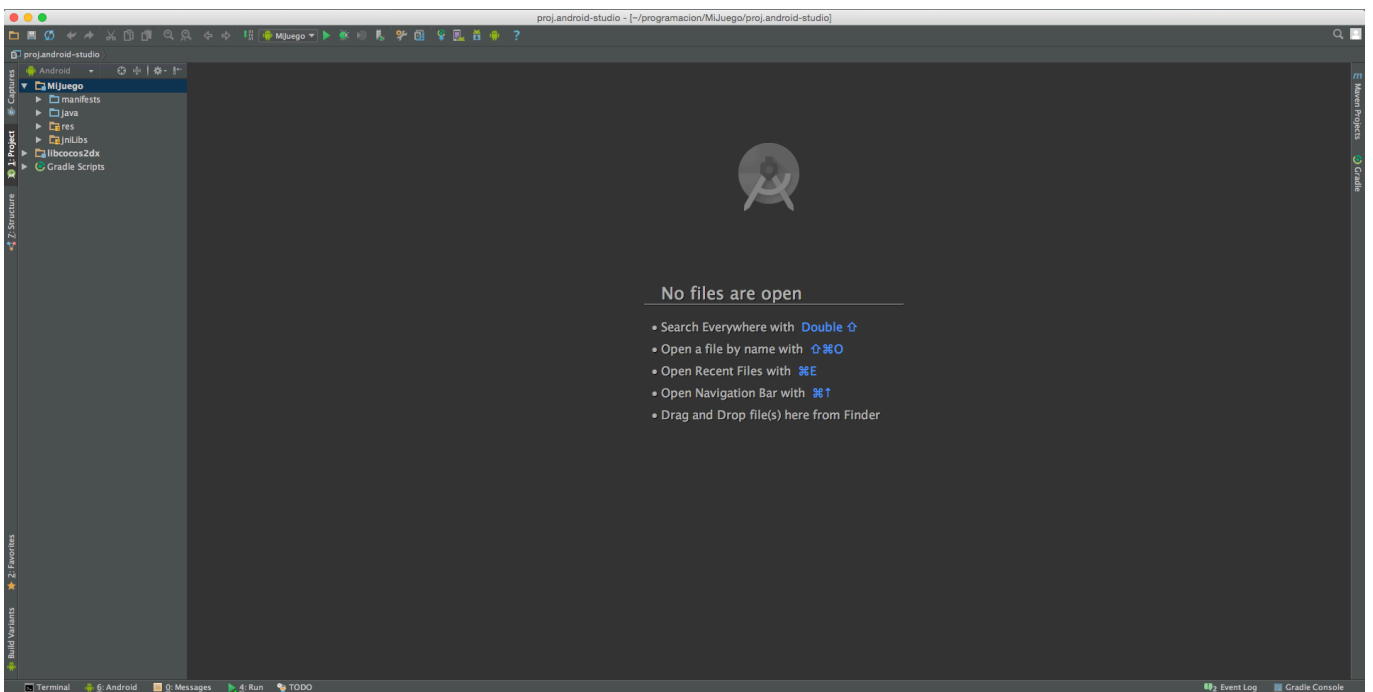 proj.android-studio - [~/programacion/MiJuego/proj.android-studio]
MiJuego
?
proj.android-studio
Android
MiJuego
manifests
java
res
jniLibs
libcocos2dx
Gradle Scripts
Captures
1: Project
7: Structure
2: Favorites
Build Variants
No files are open
• Search Everywhere with Double ⇧
• Open a file by name with ⇧⌘O
• Open Recent Files with ⌘E
• Open Navigation Bar with ⌘↑
• Drag and Drop file(s) here from Finder
m Maven Projects
Gradle
Terminal
6: Android
0: Messages
4: Run
TODO
2 Event Log
Gradle Console